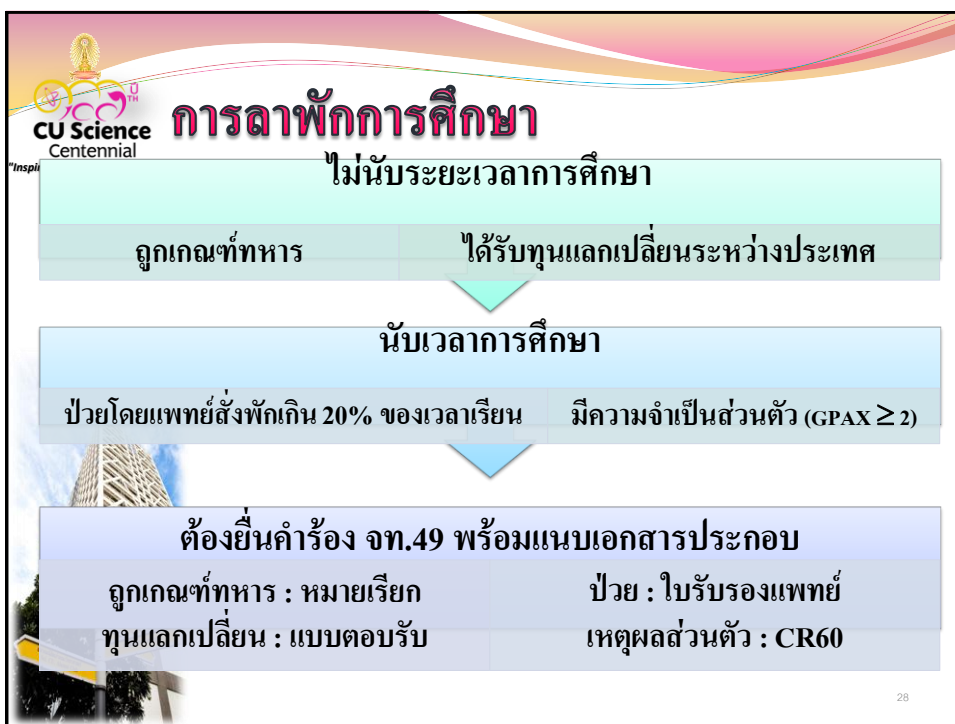 ปี
TH
CU Science
Centennial
"Inspi
การลาพักการศึกษา
ไม่นับระยะเวลาการศึกษา
ถูกเกณฑ์ทหาร
ได้รับทุนแลกเปลี่ยนระหว่างประเทศ
นับเวลาการศึกษา
ป่วยโดยแพทย์สั่งพักเกิน 20% ของเวลาเรียน
มีความจำเป็นส่วนตัว (GPAX ≥ 2)
ต้องยื่นคำร้อง จท.49 พร้อมแนบเอกสารประกอบ
ถูกเกณฑ์ทหาร : หมายเรียก
ทุนแลกเปลี่ยน : แบบตอบรับ
ป่วย : ใบรับรองแพทย์
เหตุผลส่วนตัว : CR60
28